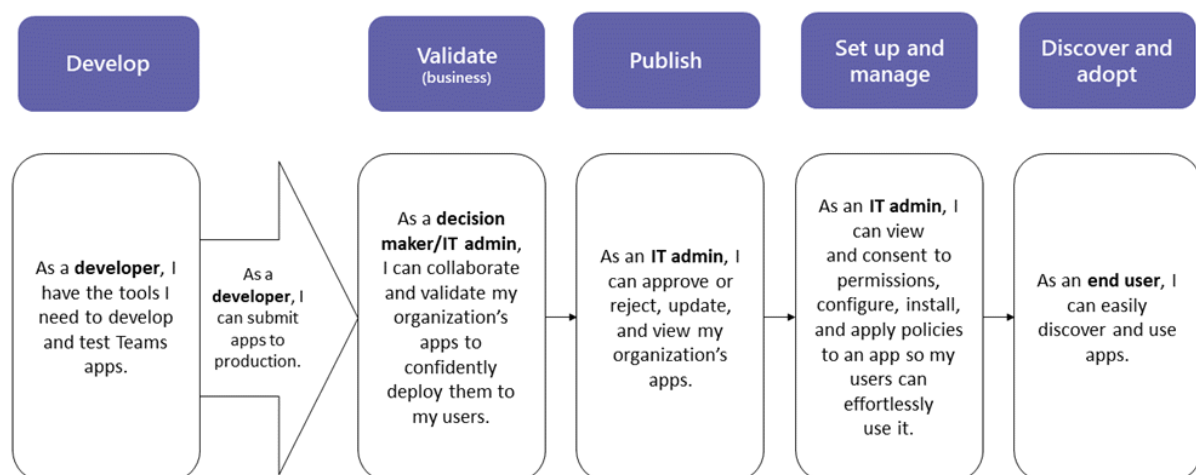 Develop
Validate
(business)
Publish
Set up and
manage
Discover and
adopt
As a developer, I
have the tools I
need to develop
and test Teams
apps.
As a
developer, I
can submit
apps to
production.
As a decision
maker/IT admin,
I can collaborate
and validate my
organization’s
apps to
confidently
deploy them to
my users.
As an IT admin, I
can approve or
reject, update,
and view my
organization’s
apps.
As an IT admin, I
can view
and consent to
permissions,
configure, install,
and apply policies
to an app so my
users can
effortlessly
use it.
As an end user, I
can easily
discover and use
apps.